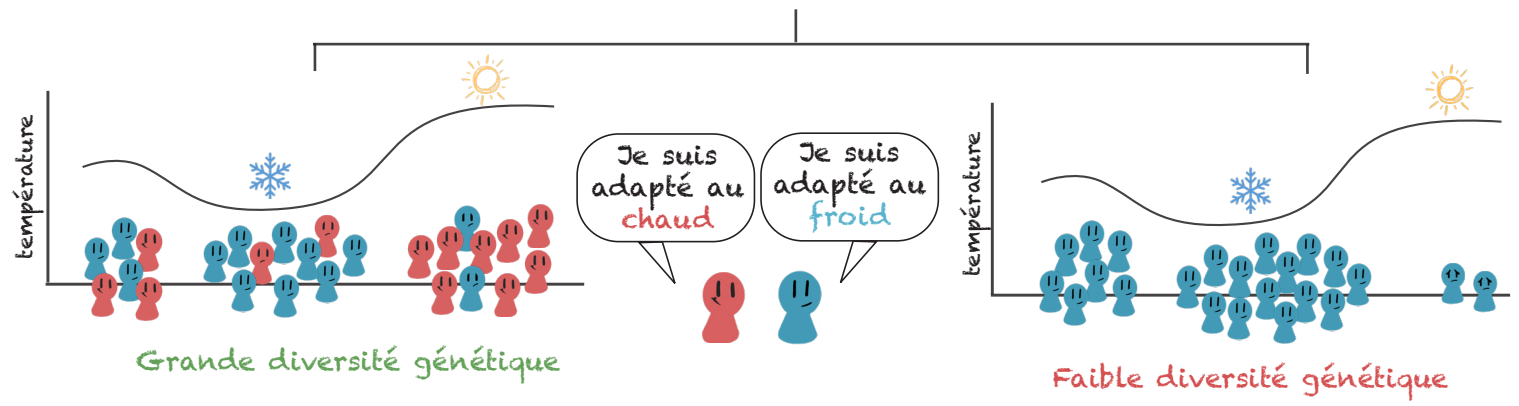 température
Je suis
adapté au
chaud
Je suis
adapté au
froid
température
Grande diversité génétique
Faible diversité génétique